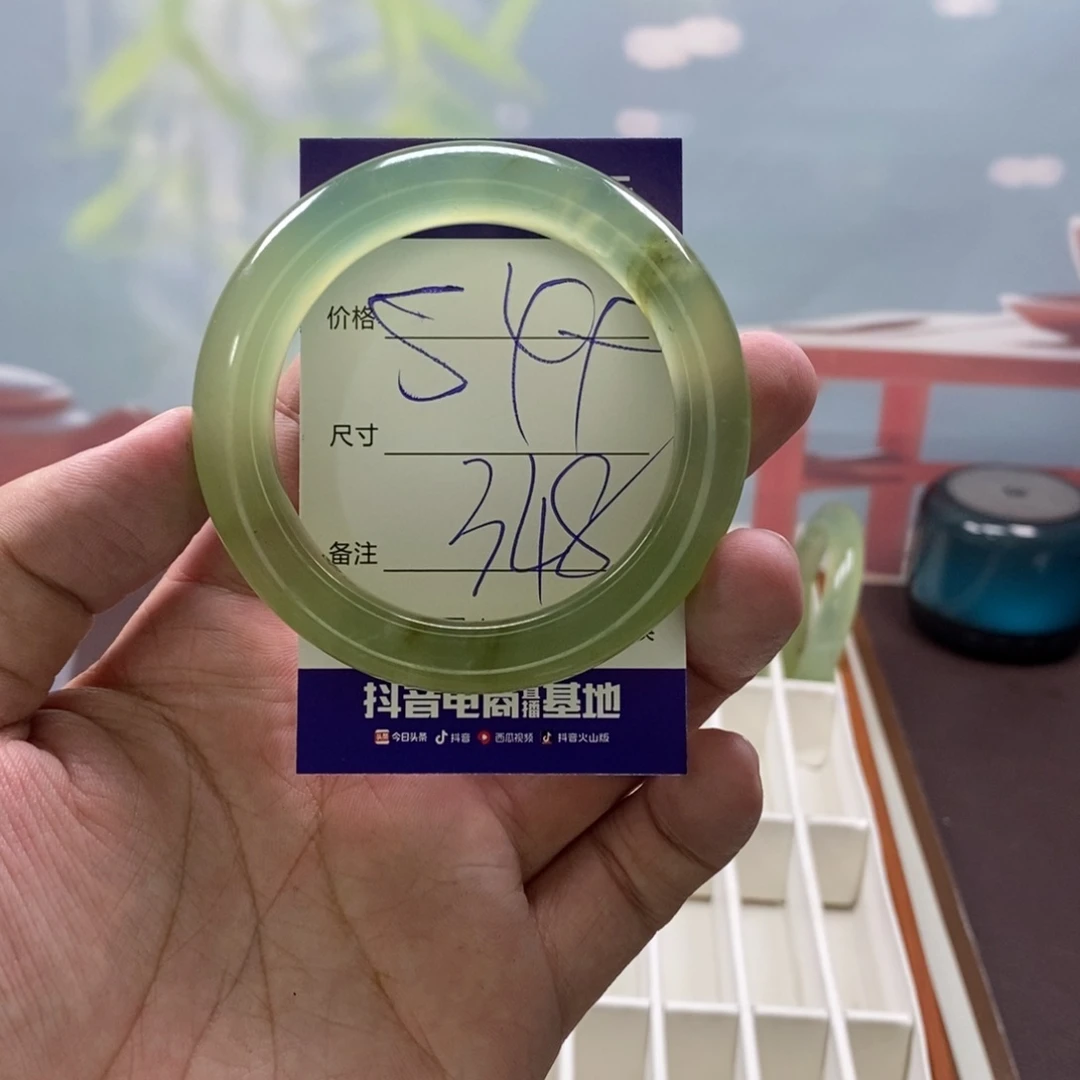 价格 599
尺寸
348
备注
抖音电商直播基地
今日头条 抖音 西瓜视频 抖音火山版